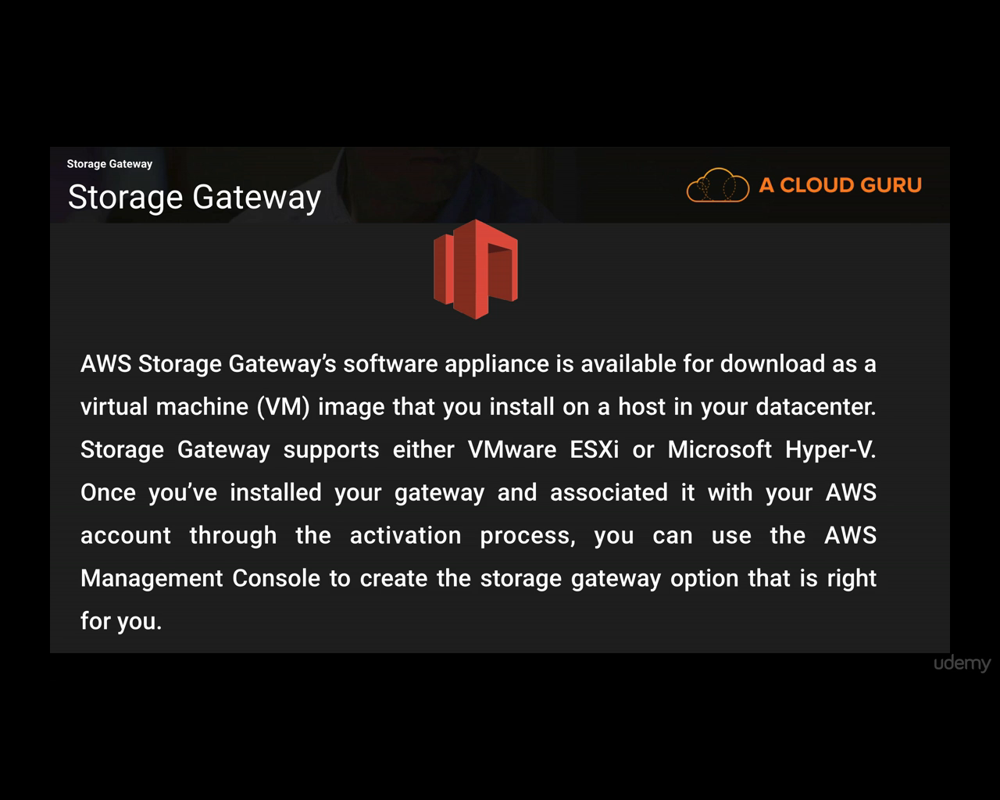 Storage Gateway
Storage Gateway
A CLOUD GURU
AWS Storage Gateway’s software appliance is available for download as a
virtual machine (VM) image that you install on a host in your datacenter.
Storage Gateway supports either VMware ESXi or Microsoft Hyper-V.
Once you’ve installed your gateway and associated it with your AWS
account through the activation process, you can use the AWS
Management Console to create the storage gateway option that is right
for you.
udemy